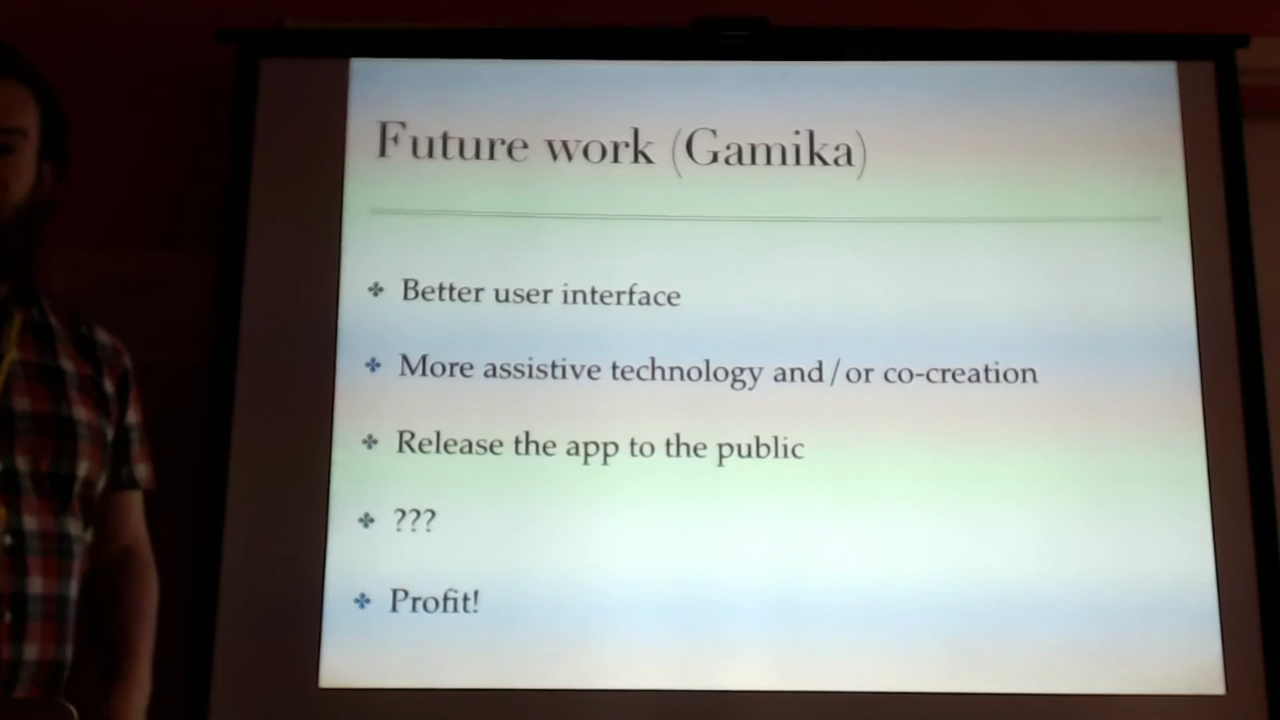 Future work (Gamika)
Better user interface
More assistive technology and/or co-creation
Release the app to the public
???
Profit!